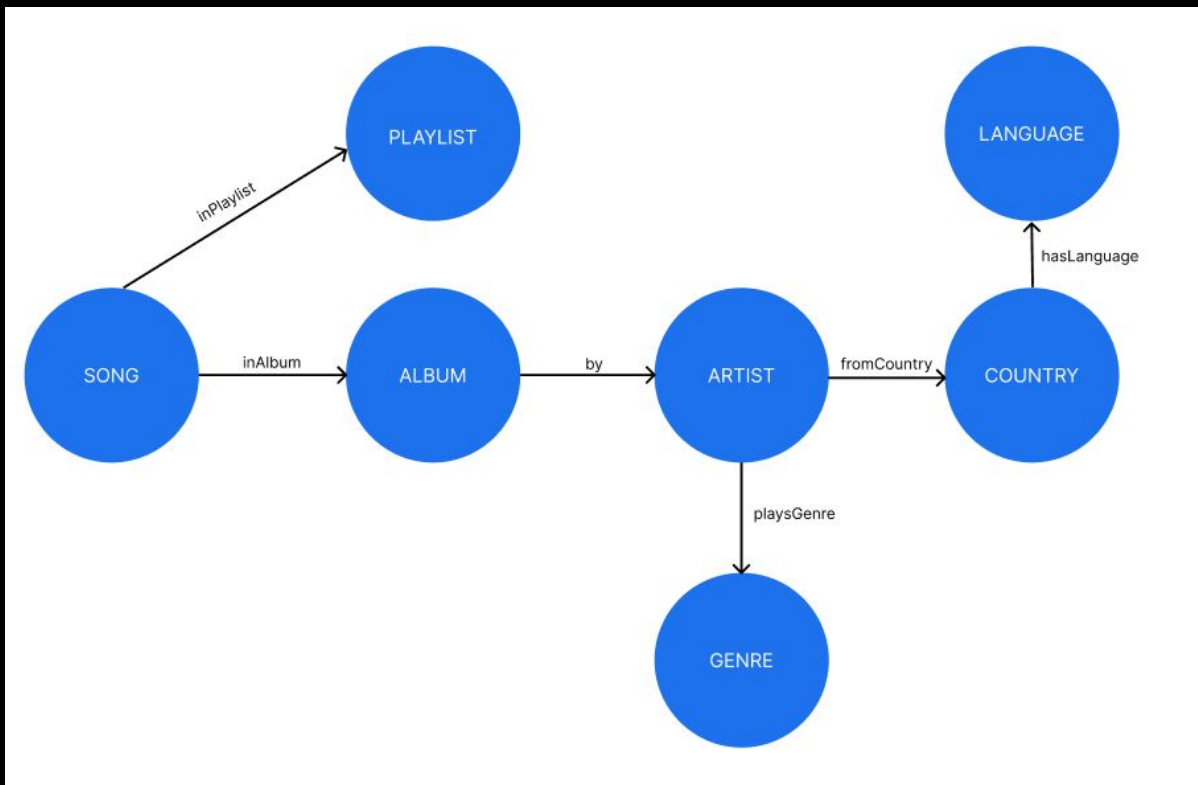 PLAYLIST
LANGUAGE
inPlaylist
hasLanguage
SONG
inAlbum
ALBUM
by
ARTIST
fromCountry
COUNTRY
playsGenre
GENRE